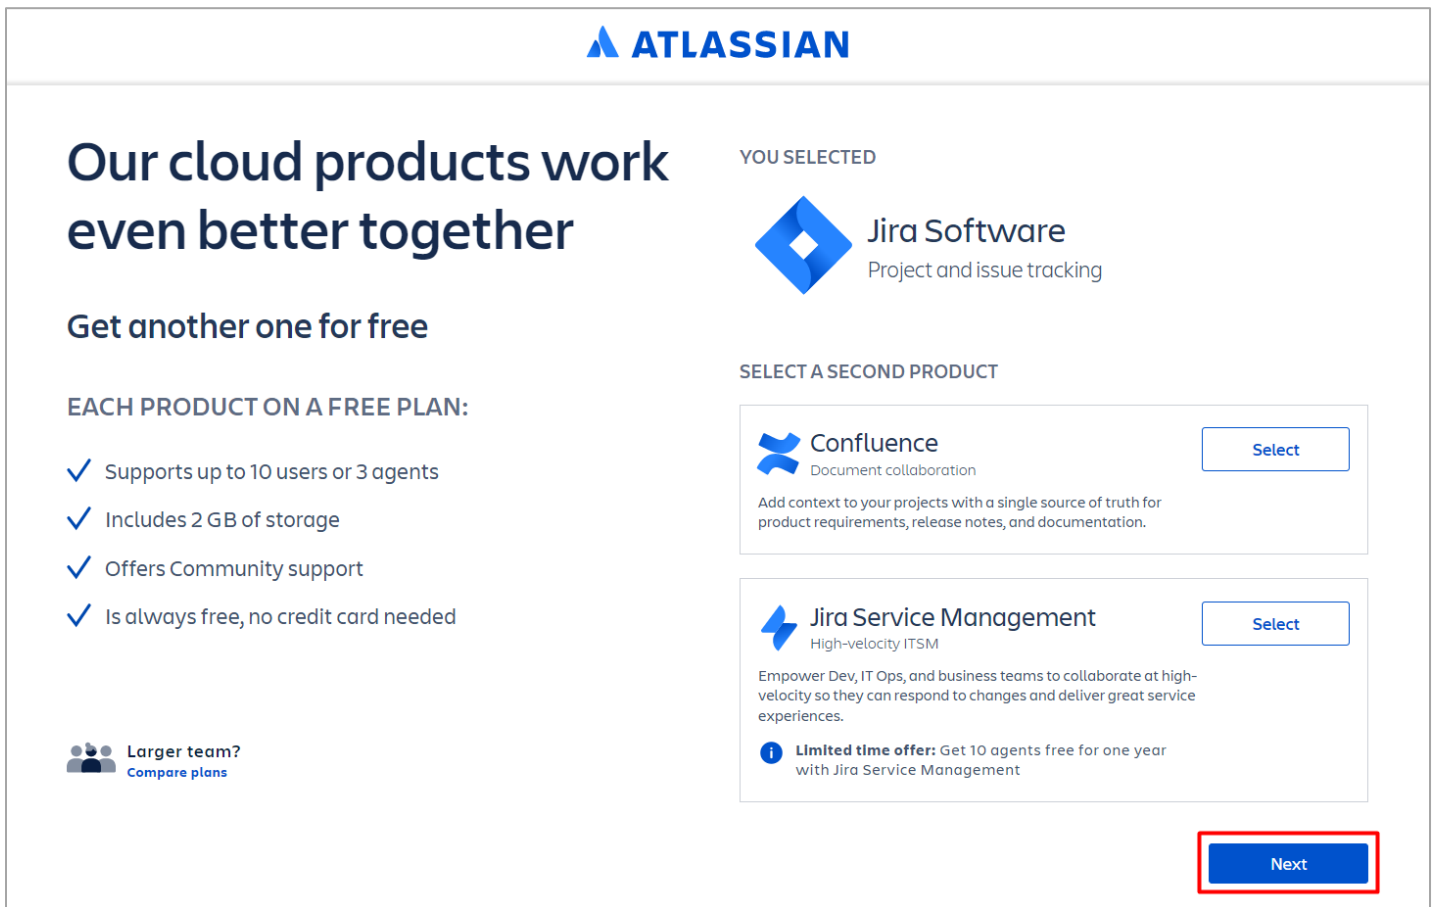 ATLASSIAN
Our cloud products work
even better together
Get another one for free
EACH PRODUCT ON A FREE PLAN:
Supports up to 10 users or 3 agents
Includes 2 GB of storage
Offers Community support
Is always free, no credit card needed
Larger team?
Compare plans
YOU SELECTED
Jira Software
Project and issue tracking
SELECT A SECOND PRODUCT
Confluence
Document collaboration
Select
Add context to your projects with a single source of truth for
product requirements, release notes, and documentation.
Jira Service Management
High-velocity ITSM
Select
Empower Dev, IT Ops, and business teams to collaborate at high-
velocity so they can respond to changes and deliver great service
experiences.
Limited time offer: Get 10 agents free for one year
with Jira Service Management
Next